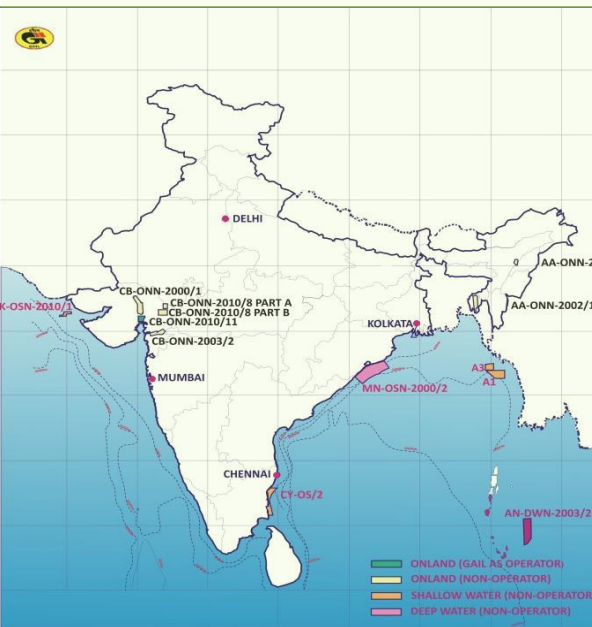 DELHI
AA-ONN-2
CB-ONN-2000/1
K-OSN-2010/1
CB-ONN-2010/8 PART A
CB-ONN-2010/8 PART B
CB-ONN-2010/11
AA-ONN-2002/1
KOLKATA
CB-ONN-2003/2
A3
MUMBAI
A1
MN-OSN-2000/2
CHENNAI
CY-OS/2
AN-DWN-2003/2
ONLAND (GAIL AS OPERATOR)
ONLAND (NON-OPERATOR)
SHALLOW WATER (NON-OPERATOR
DEEP WATER (NON-OPERATOR)